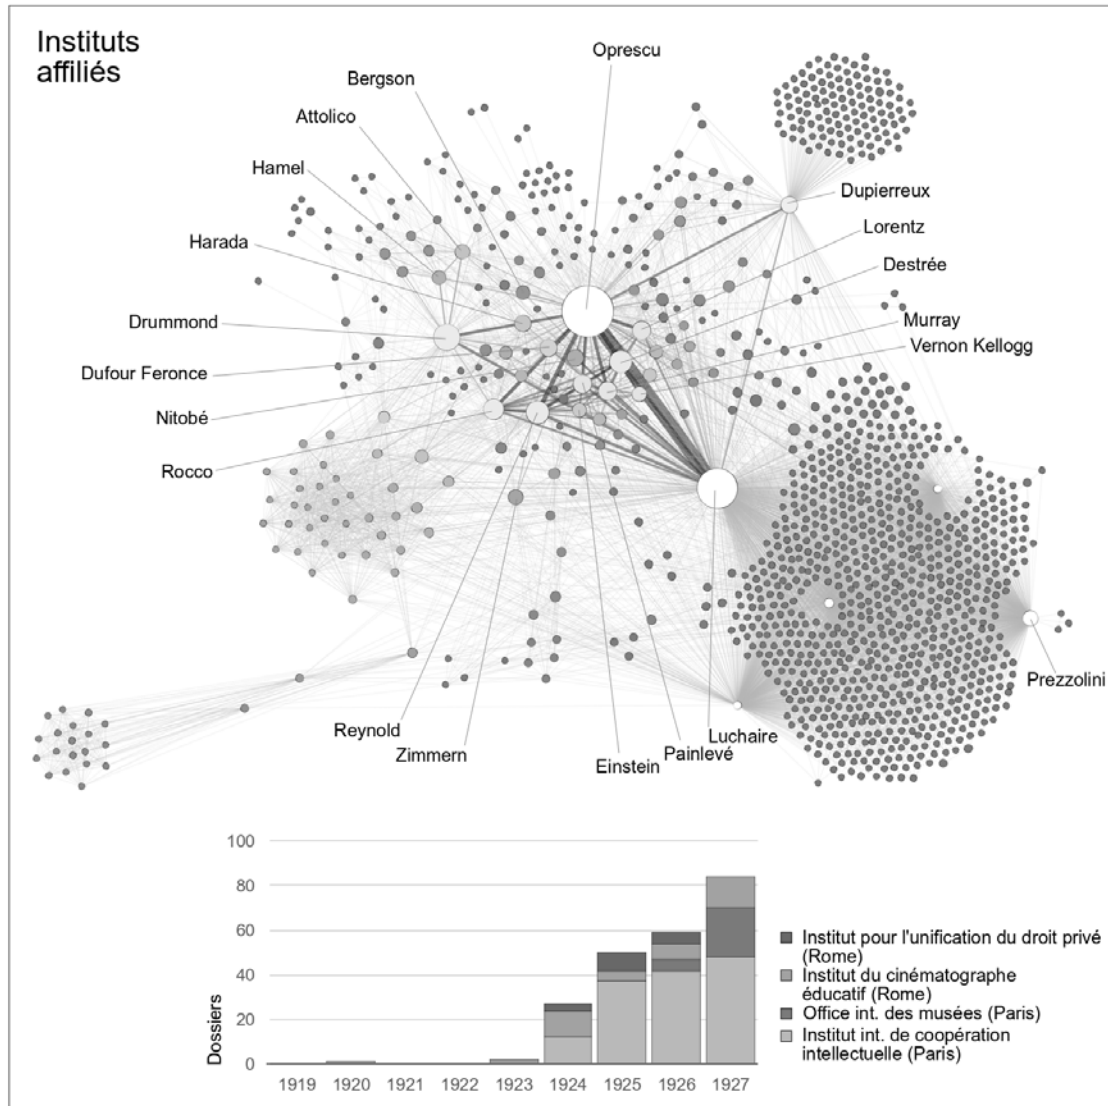 Instituts
affiliés
Oprescu
Bergson
Attolico
Hamel
Dupierreux
Lorentz
Harada
Destrée
Drummond
Murray
Vernon Kellogg
Dufour Feronce
Nitobé
Rocco
Prezzolini
Reynold
Luchaire
Zimmern
Painlevé
Einstein
100
80
60
40
20
0
Dossiers
1919 1920 1921 1922 1923 1924 1925 1926 1927
Institut pour l'unification du droit privé
(Rome)
Institut du cinématographe
éducatif (Rome)
Office int. des musées (Paris)
Institut int. de coopération
intellectuelle (Paris)